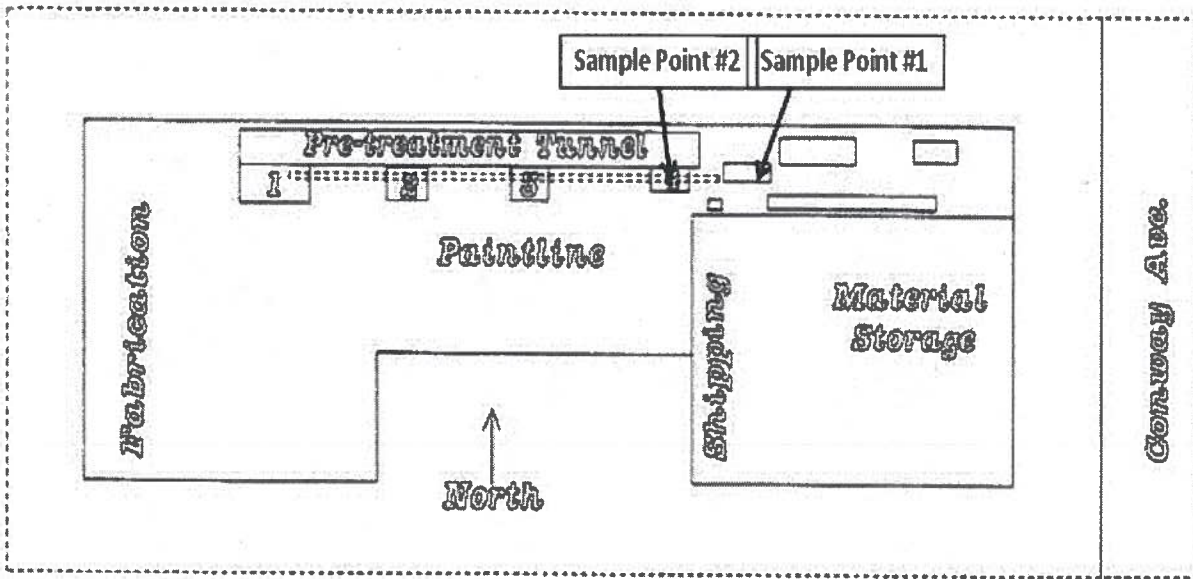 Sample Point #2
Sample Point #1
Pre-treatment Tunnel
1
2
3
4
Paintline
Fabrication
Shipping
Material
Storage
North
Conway Ave.